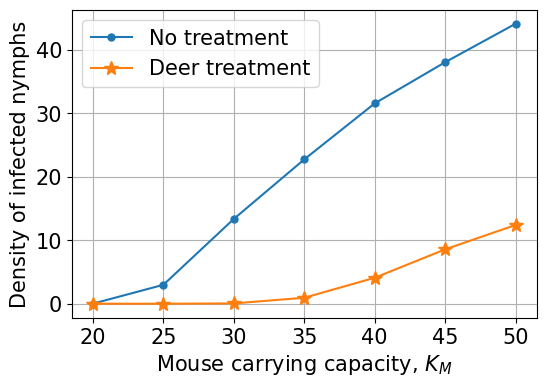 No treatment
Deer treatment
Density of infected nymphs
40
30
20
10
0
20 25 30 35 40 45 50
Mouse carrying capacity, $K_M$